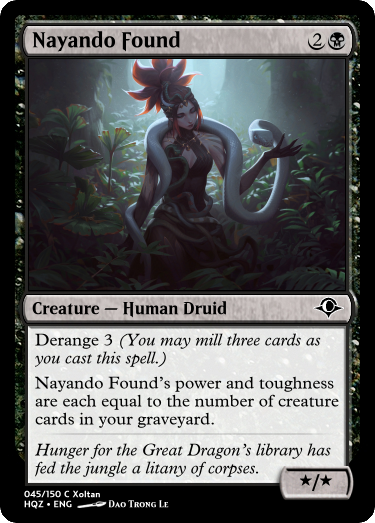 Nayando Found 2
Creature — Human Druid
Derange 3 (You may mill three cards as
you cast this spell.)
Nayando Found's power and toughness
are each equal to the number of creature
cards in your graveyard.
Hunger for the Great Dragon's library has
fed the jungle a litany of corpses.
★/★
045/150 C Xoltan
HQZ • ENG Dao Trong Le